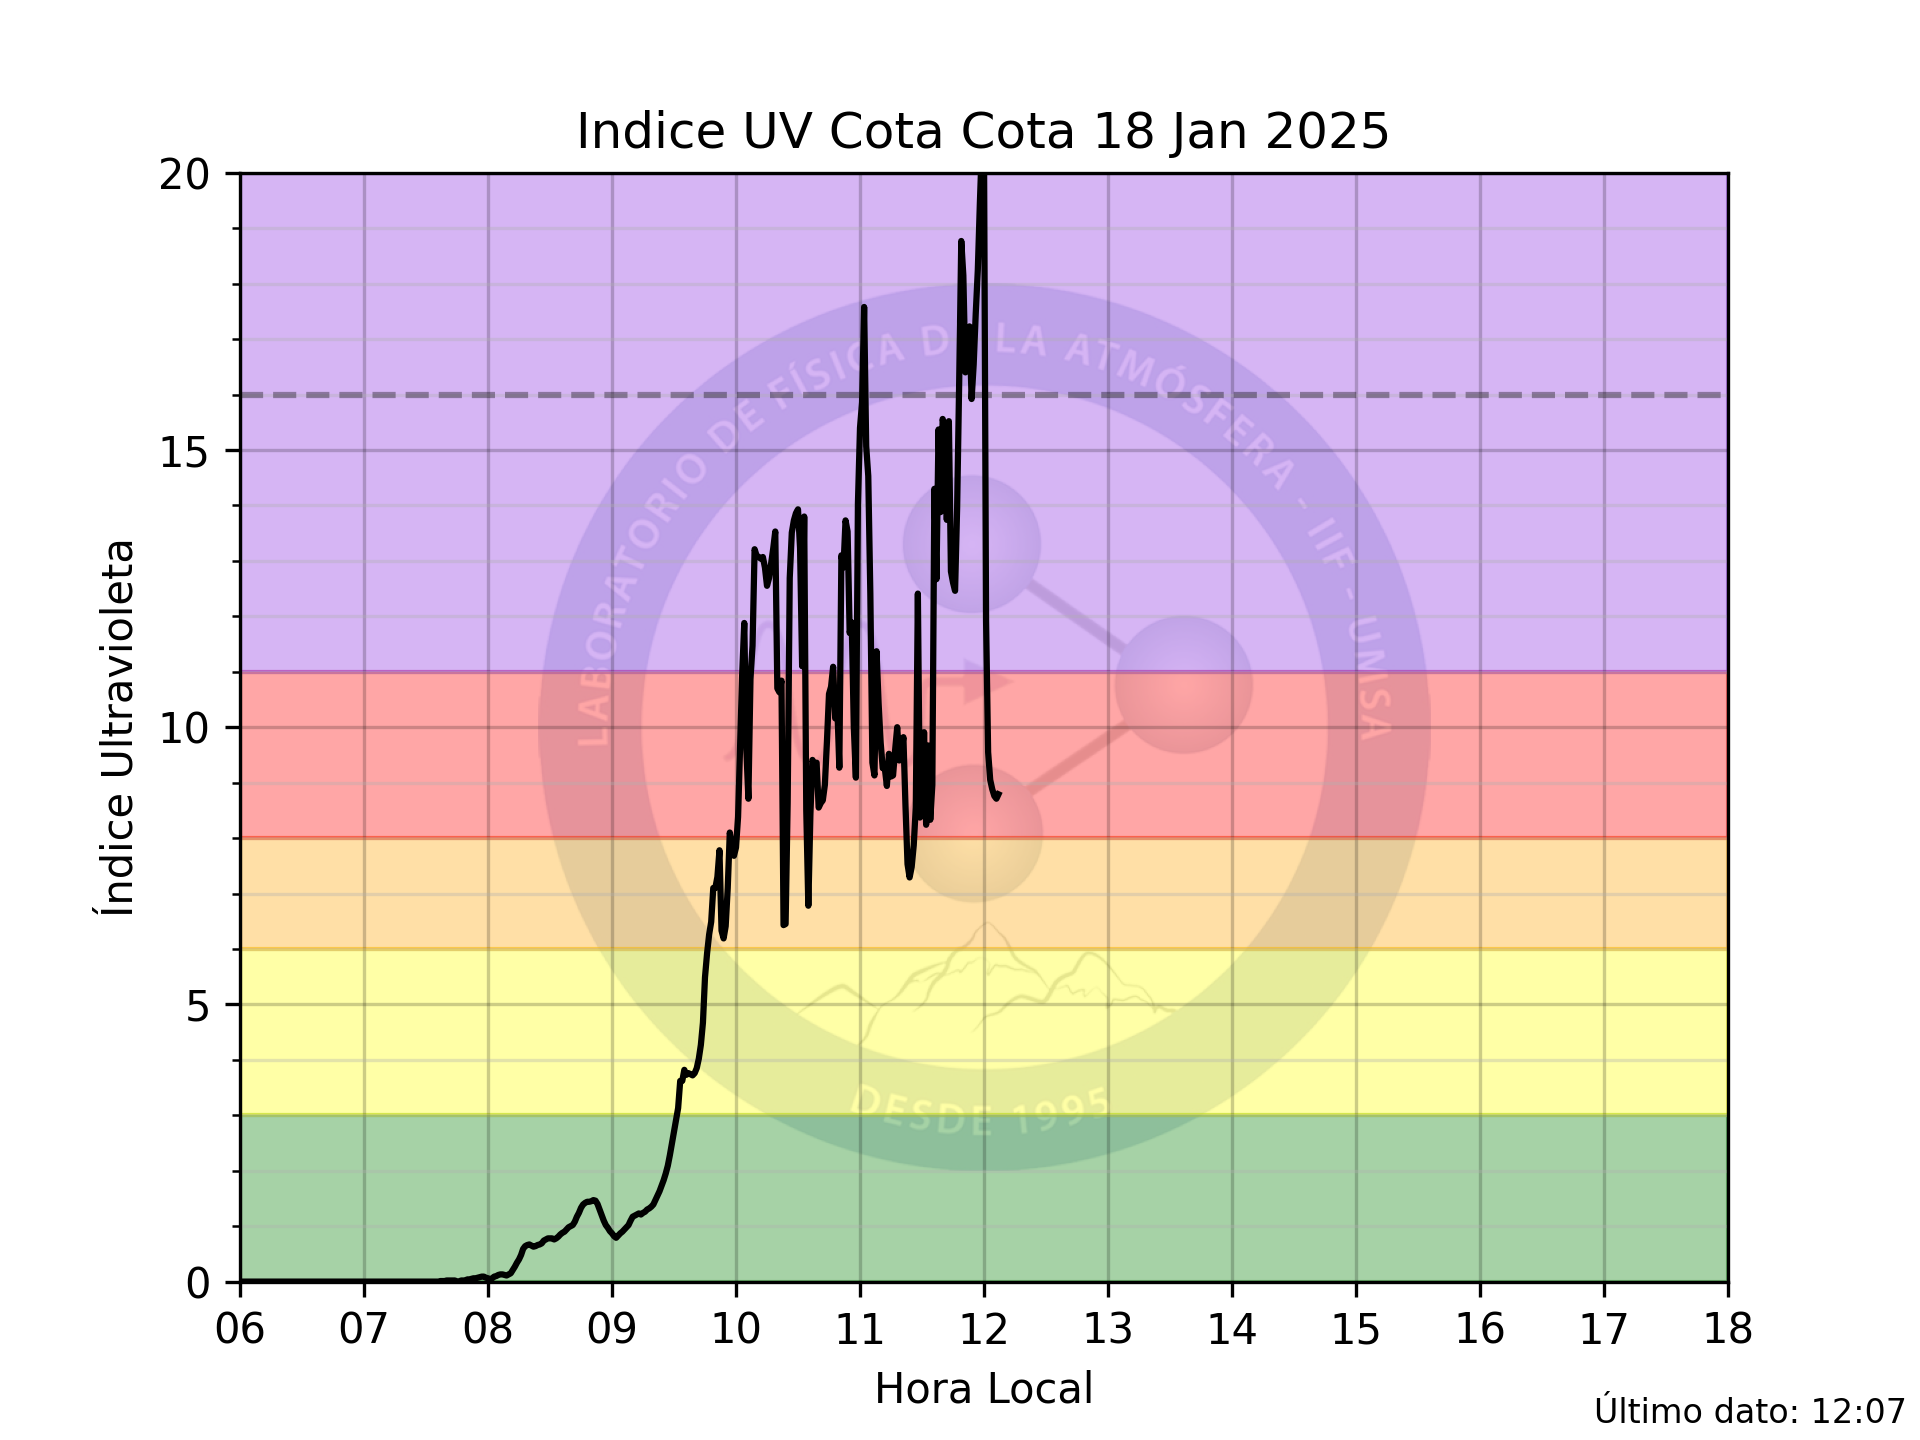 Indice UV Cota Cota 18 Jan 2025
20
15
10
5
0
Índice Ultravioleta
LABORATORIO DE FÍSICA DE LA ATMÓSFERA - IIF - UMSA
DESDE 1995
06 07 08 09 10 11 12 13 14 15 16 17 18
Hora Local
Último dato: 12:07